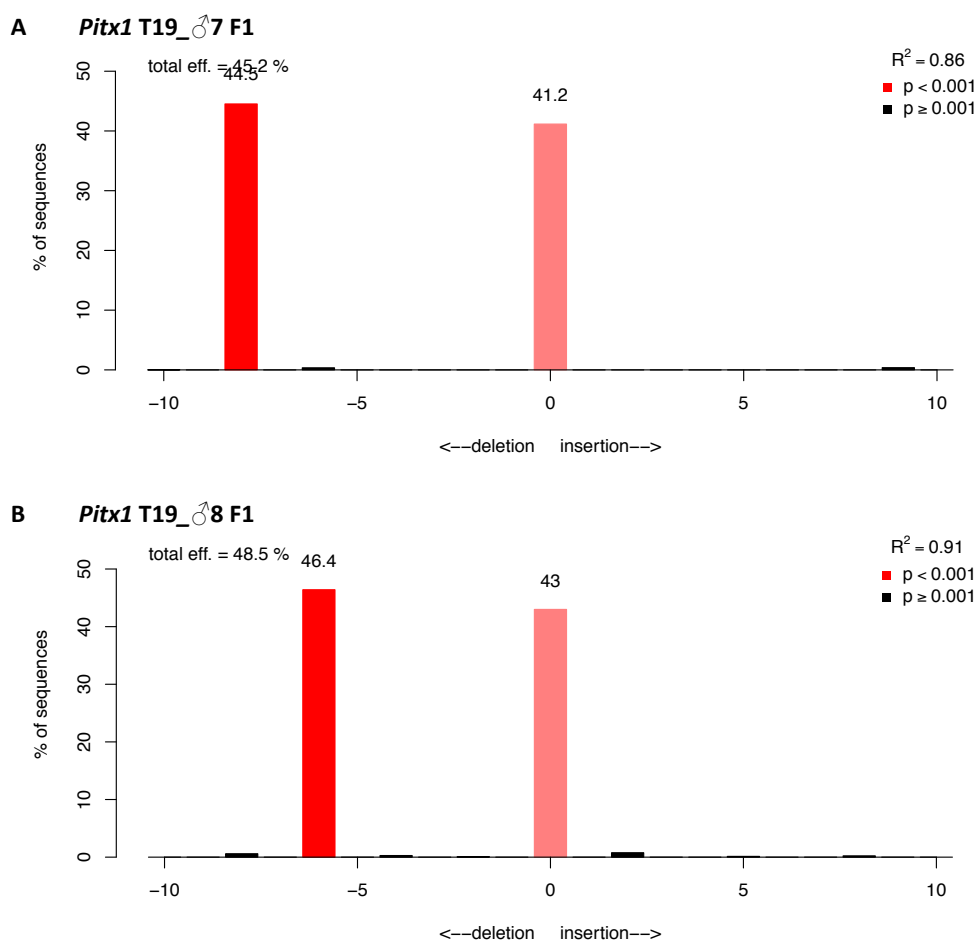 A Pitx1 T19_♂7 F1
total eff. = 45.2 %
R² = 0.86
p < 0.001
p ≥ 0.001
44.5
41.2
% of sequences
50
40
30
20
10
0
−10 −5 0 5 10
<−−deletion insertion−−>
B Pitx1 T19_♂8 F1
total eff. = 48.5 %
R² = 0.91
p < 0.001
p ≥ 0.001
46.4
43
% of sequences
50
40
30
20
10
0
−10 −5 0 5 10
<−−deletion insertion−−>